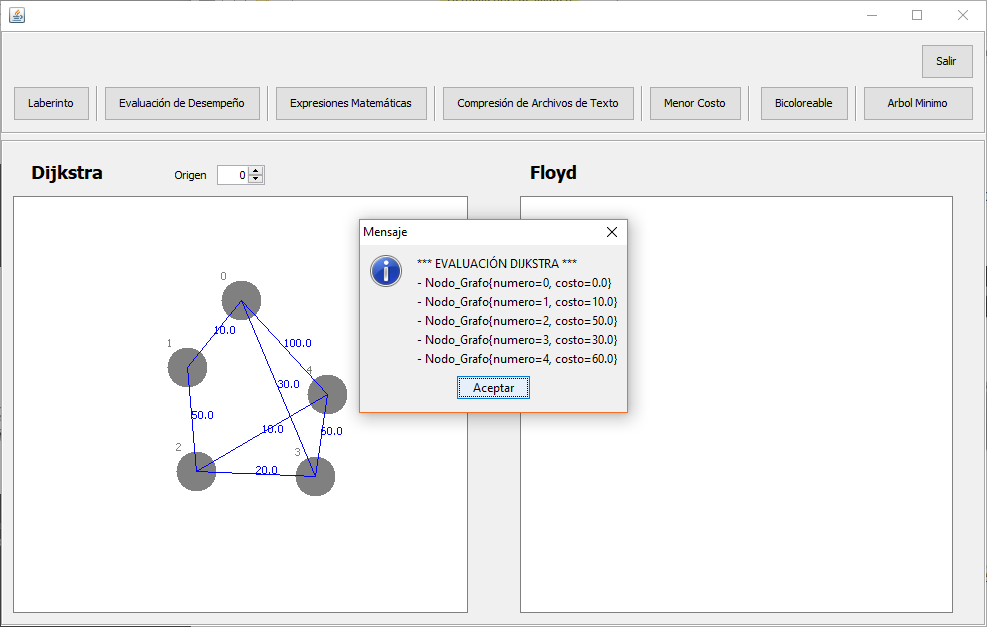 Salir
Laberinto
Evaluación de Desempeño
Expresiones Matemáticas
Compresión de Archivos de Texto
Menor Costo
Bicoloreable
Arbol Minimo
Dijkstra
Origen
0
Floyd
Mensaje
*** EVALUACIÓN DIJKSTRA ***
- Nodo_Grafo{numero=0, costo=0.0}
- Nodo_Grafo{numero=1, costo=10.0}
- Nodo_Grafo{numero=2, costo=50.0}
- Nodo_Grafo{numero=3, costo=30.0}
- Nodo_Grafo{numero=4, costo=60.0}
Aceptar
0
10.0
1
100.0
4
30.0
50.0
10.0
60.0
2
3
20.0